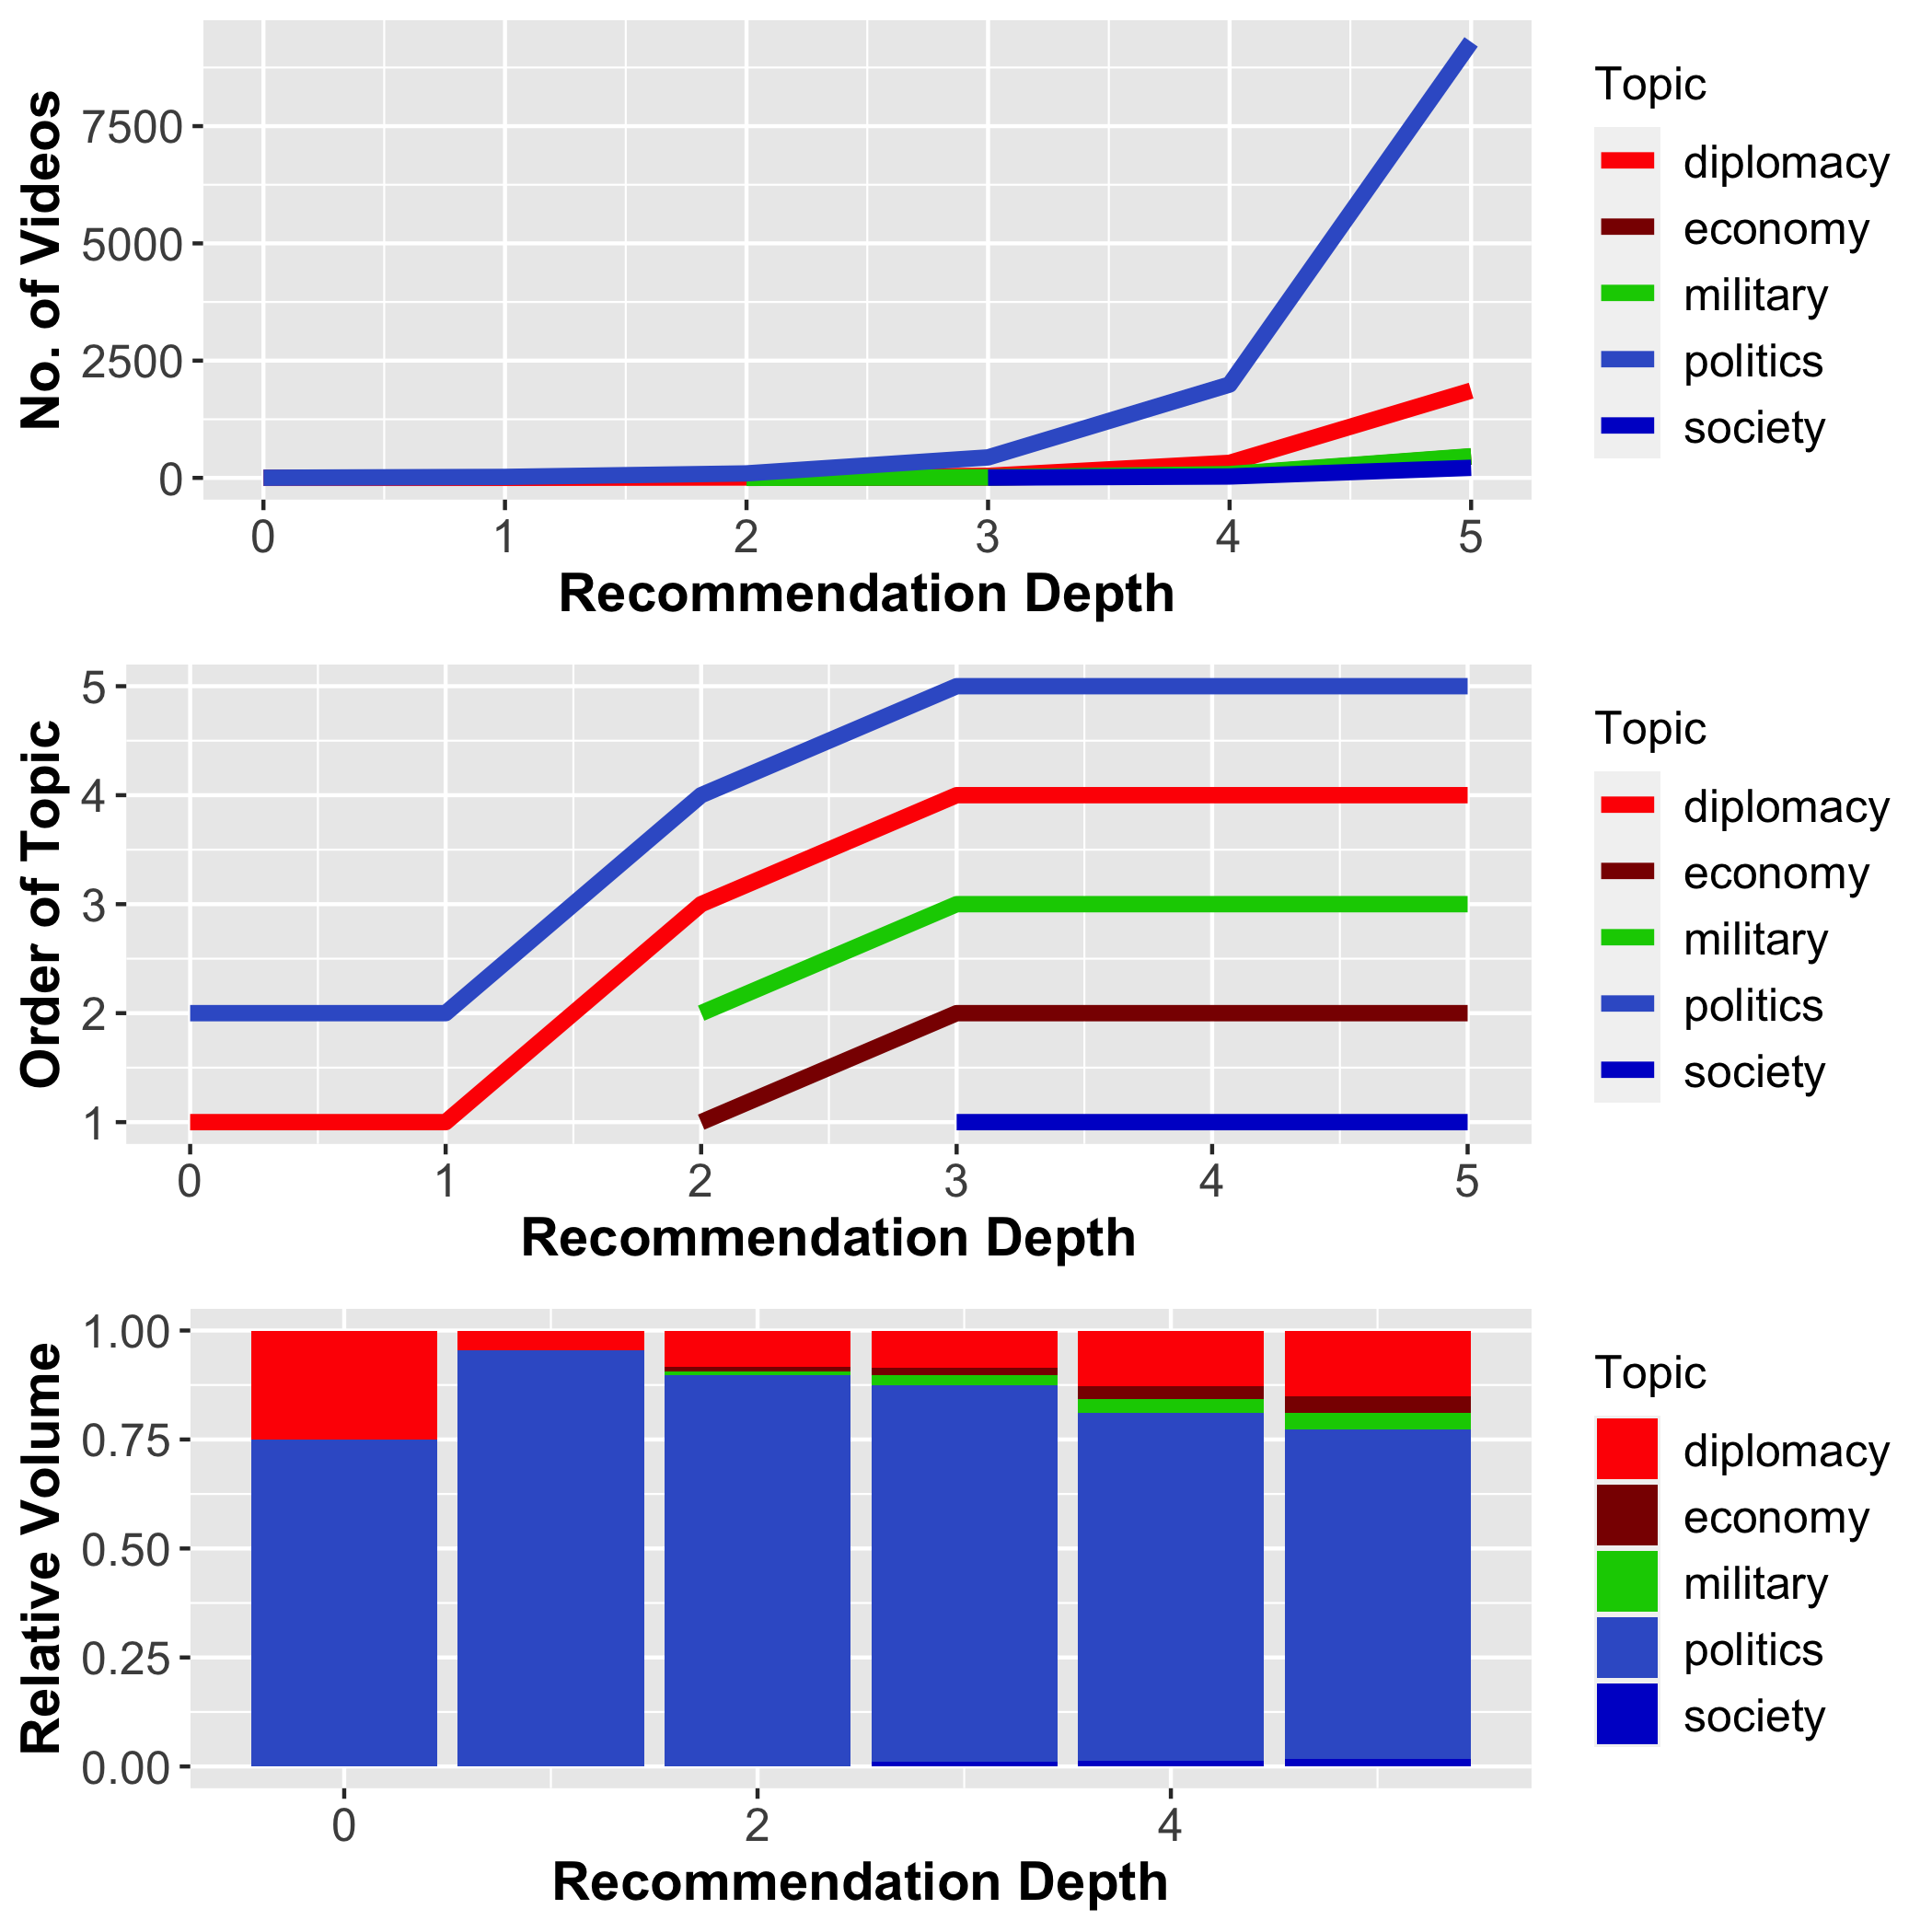 No. of Videos
7500
5000
2500
0
0 1 2 3 4 5
Recommendation Depth
Topic
diplomacy
economy
military
politics
society
Order of Topic
5
4
3
2
1
0 1 2 3 4 5
Recommendation Depth
Topic
diplomacy
economy
military
politics
society
Relative Volume
1.00
0.75
0.50
0.25
0.00
0 2 4
Recommendation Depth
Topic
diplomacy
economy
military
politics
society